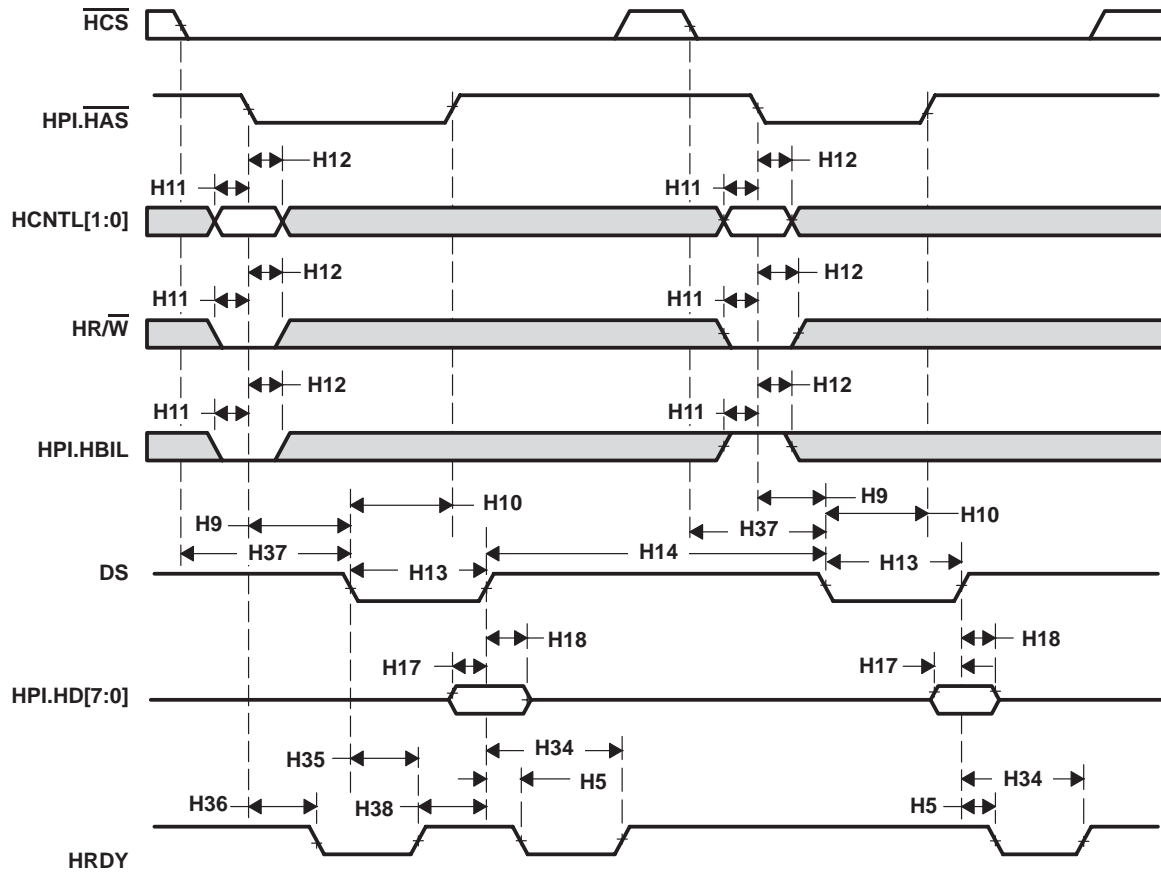 HCS
HPI.HAS
H12 H12
H11 H11
HCNTL[1:0]
H12 H12
H11 H11
HR/W
H12 H12
H11 H11
HPI.HBIL
H9 H10 H9 H10
H37 H14 H37
DS H13 H13
H18 H18
H17 H17
HPI.HD[7:0]
H35 H34 H34
H36 H38 H5 H5
HRDY